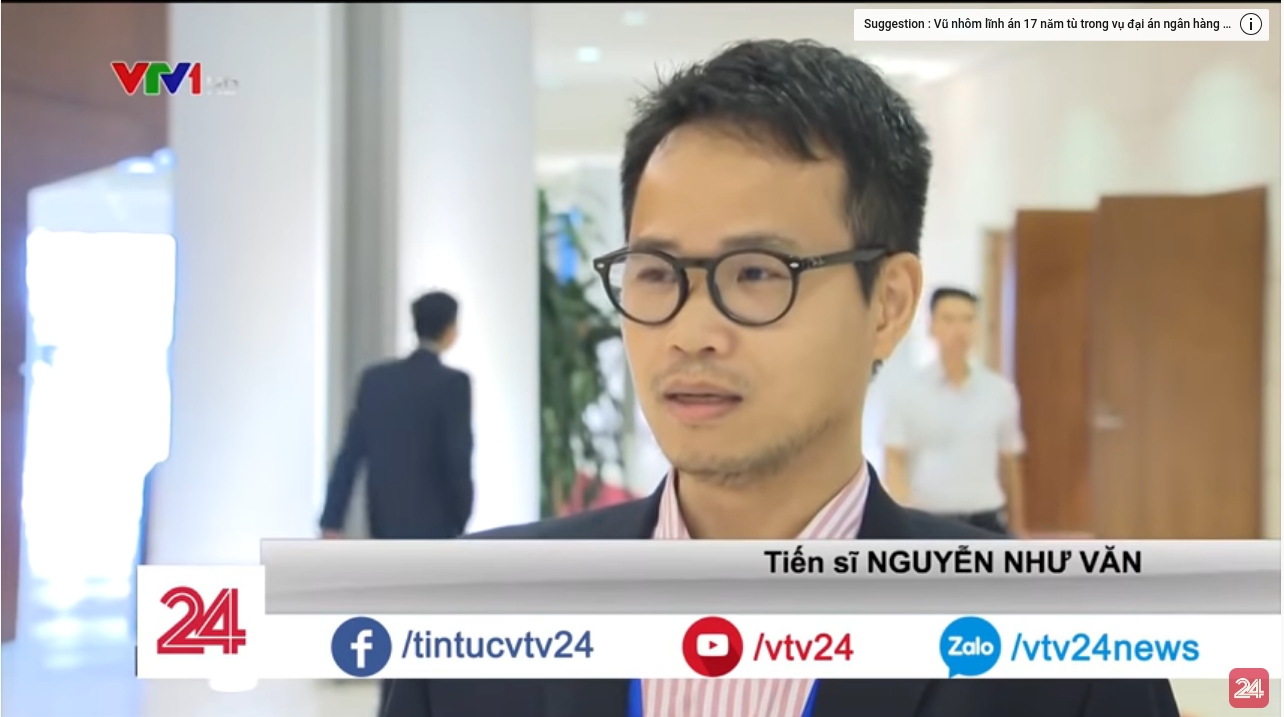 Suggestion : Vũ nhôm lĩnh án 17 năm tù trong vụ đại án ngân hàng ...
VTV1 HD
Tiến sĩ NGUYỄN NHƯ VĂN
24
/tintucvtv24
/vtv24
Zalo /vtv24news
24